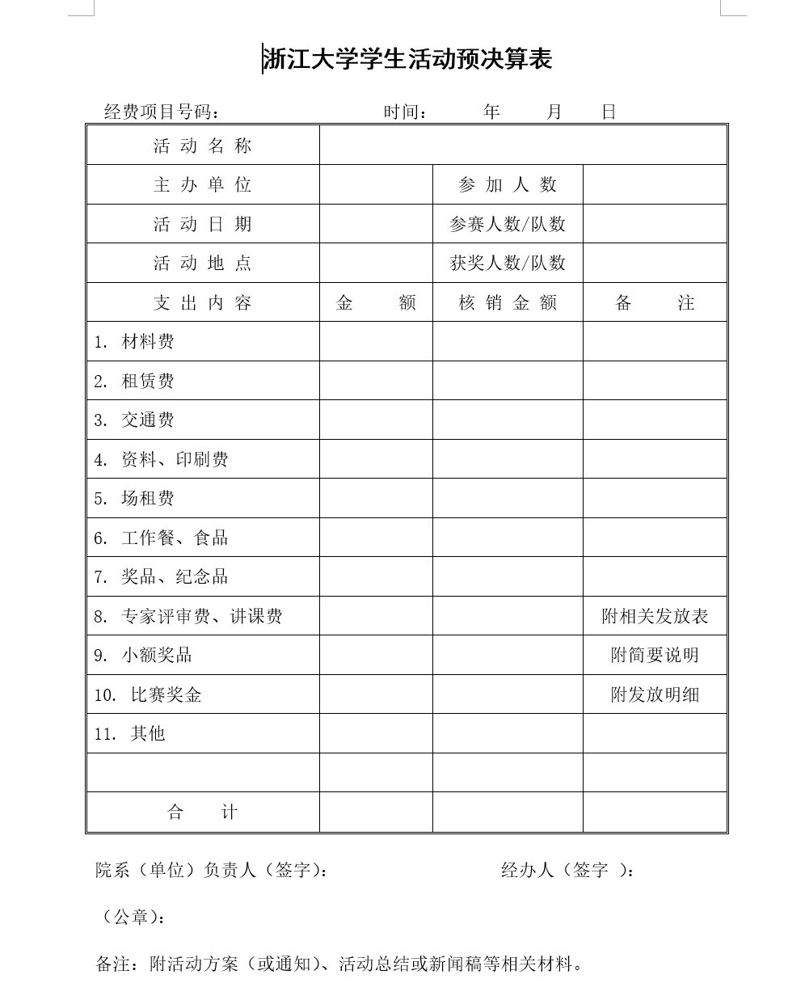 浙江大学学生活动预决算表
经费项目号码： 时间： 年 月 日
活 动 名 称
主 办 单 位 参 加 人 数
活 动 日 期 参赛人数/队数
活 动 地 点 获奖人数/队数
支 出 内 容 金 额 核 销 金 额 备 注
1. 材料费
2. 租赁费
3. 交通费
4. 资料、印刷费
5. 场租费
6. 工作餐、食品
7. 奖品、纪念品
8. 专家评审费、讲课费 附相关发放表
9. 小额奖品 附简要说明
10. 比赛奖金 附发放明细
11. 其他
合 计
院系（单位）负责人（签字）： 经办人（签字 ）：
（公章）：
备注：附活动方案（或通知）、活动总结或新闻稿等相关材料。